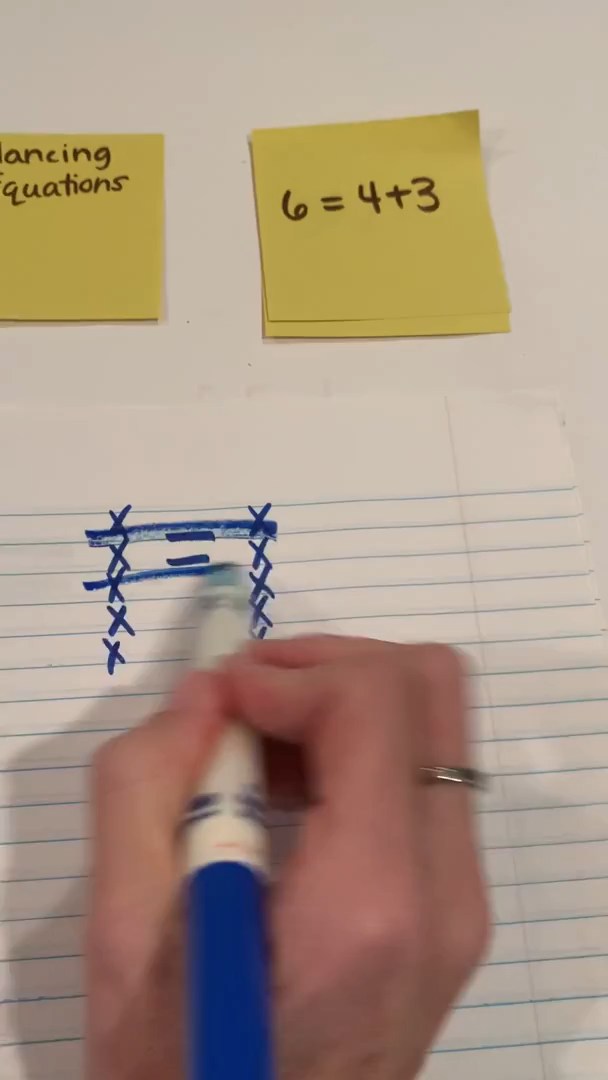 lancing
quations
6 = 4+3
X X
=
X X
X X
X X
X